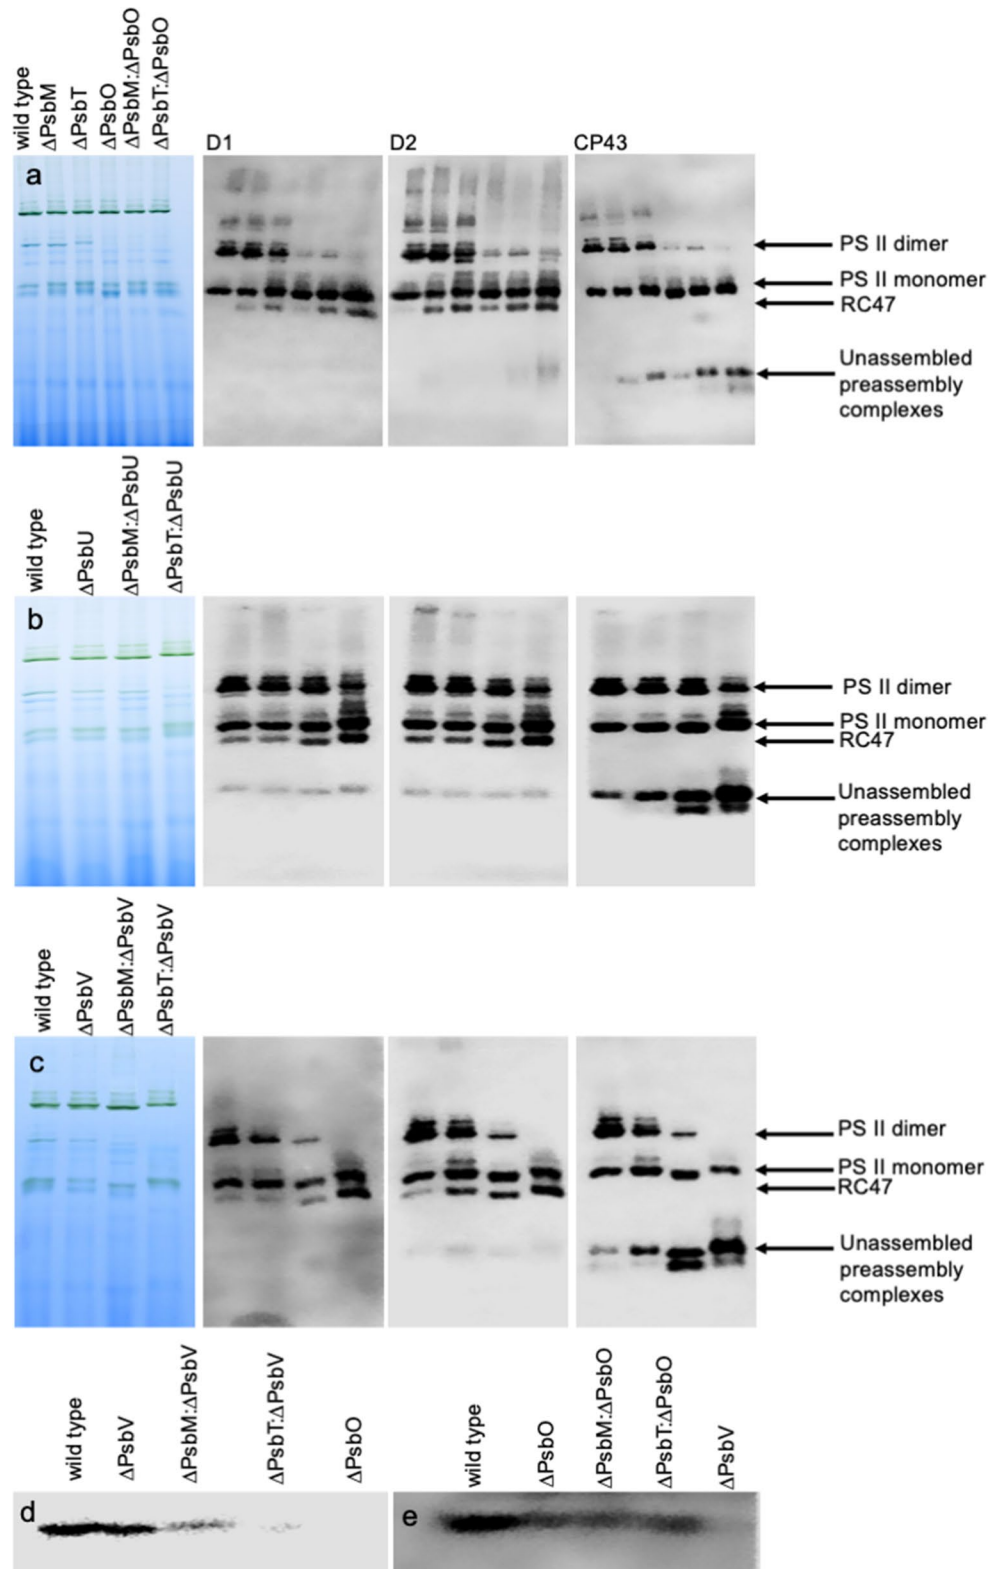 wild type
ΔPsbM
ΔPsbT
ΔPsbO
ΔPsbM:ΔPsbO
ΔPsbT:ΔPsbO
D1
D2
CP43
a
PS II dimer
PS II monomer
RC47
Unassembled
preassembly
complexes
wild type
ΔPsbU
ΔPsbM:ΔPsbU
ΔPsbT:ΔPsbU
b
PS II dimer
PS II monomer
RC47
Unassembled
preassembly
complexes
wild type
ΔPsbV
ΔPsbM:ΔPsbV
ΔPsbT:ΔPsbV
c
PS II dimer
PS II monomer
RC47
Unassembled
preassembly
complexes
wild type
ΔPsbV
ΔPsbM:ΔPsbV
ΔPsbT:ΔPsbV
ΔPsbO
d
wild type
ΔPsbO
ΔPsbM:ΔPsbO
ΔPsbT:ΔPsbO
ΔPsbV
e